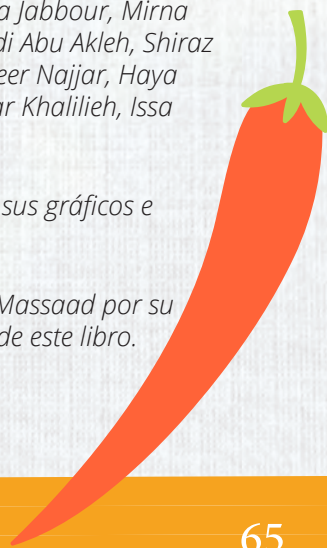 a Jabbour, Mirna
di Abu Akleh, Shiraz
eer Najjar, Haya
ar Khalilieh, Issa
sus gráficos e
Massaad por su
de este libro.
65